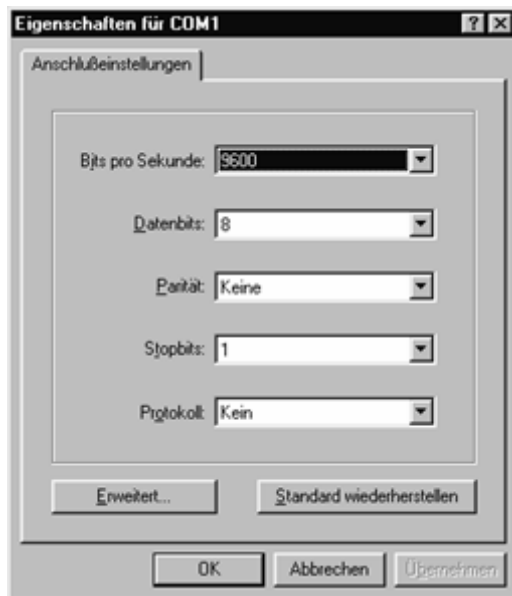 Eigenschaften für COM1
Anschlußeinstellungen
Bits pro Sekunde: 9600
Datenbits: 8
Parität: Keine
Stopbits: 1
Protokoll: Kein
Erweitert...
Standard wiederherstellen
OK
Abbrechen
Übernehmen